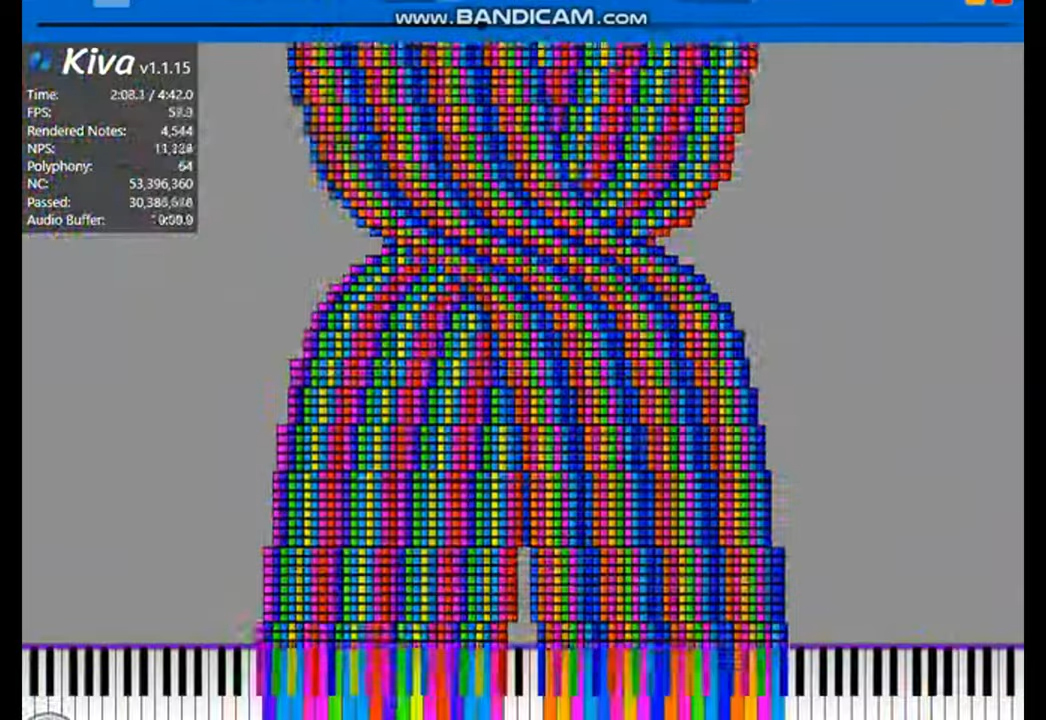 www.BANDICAM.com
Kiva v1.1.15
Time: 2:08.1 / 4:42.0
FPS:
Rendered Notes: 4,544
NPS:
Polyphony: 64
NC: 53,396,360
Passed:
Audio Buffer: